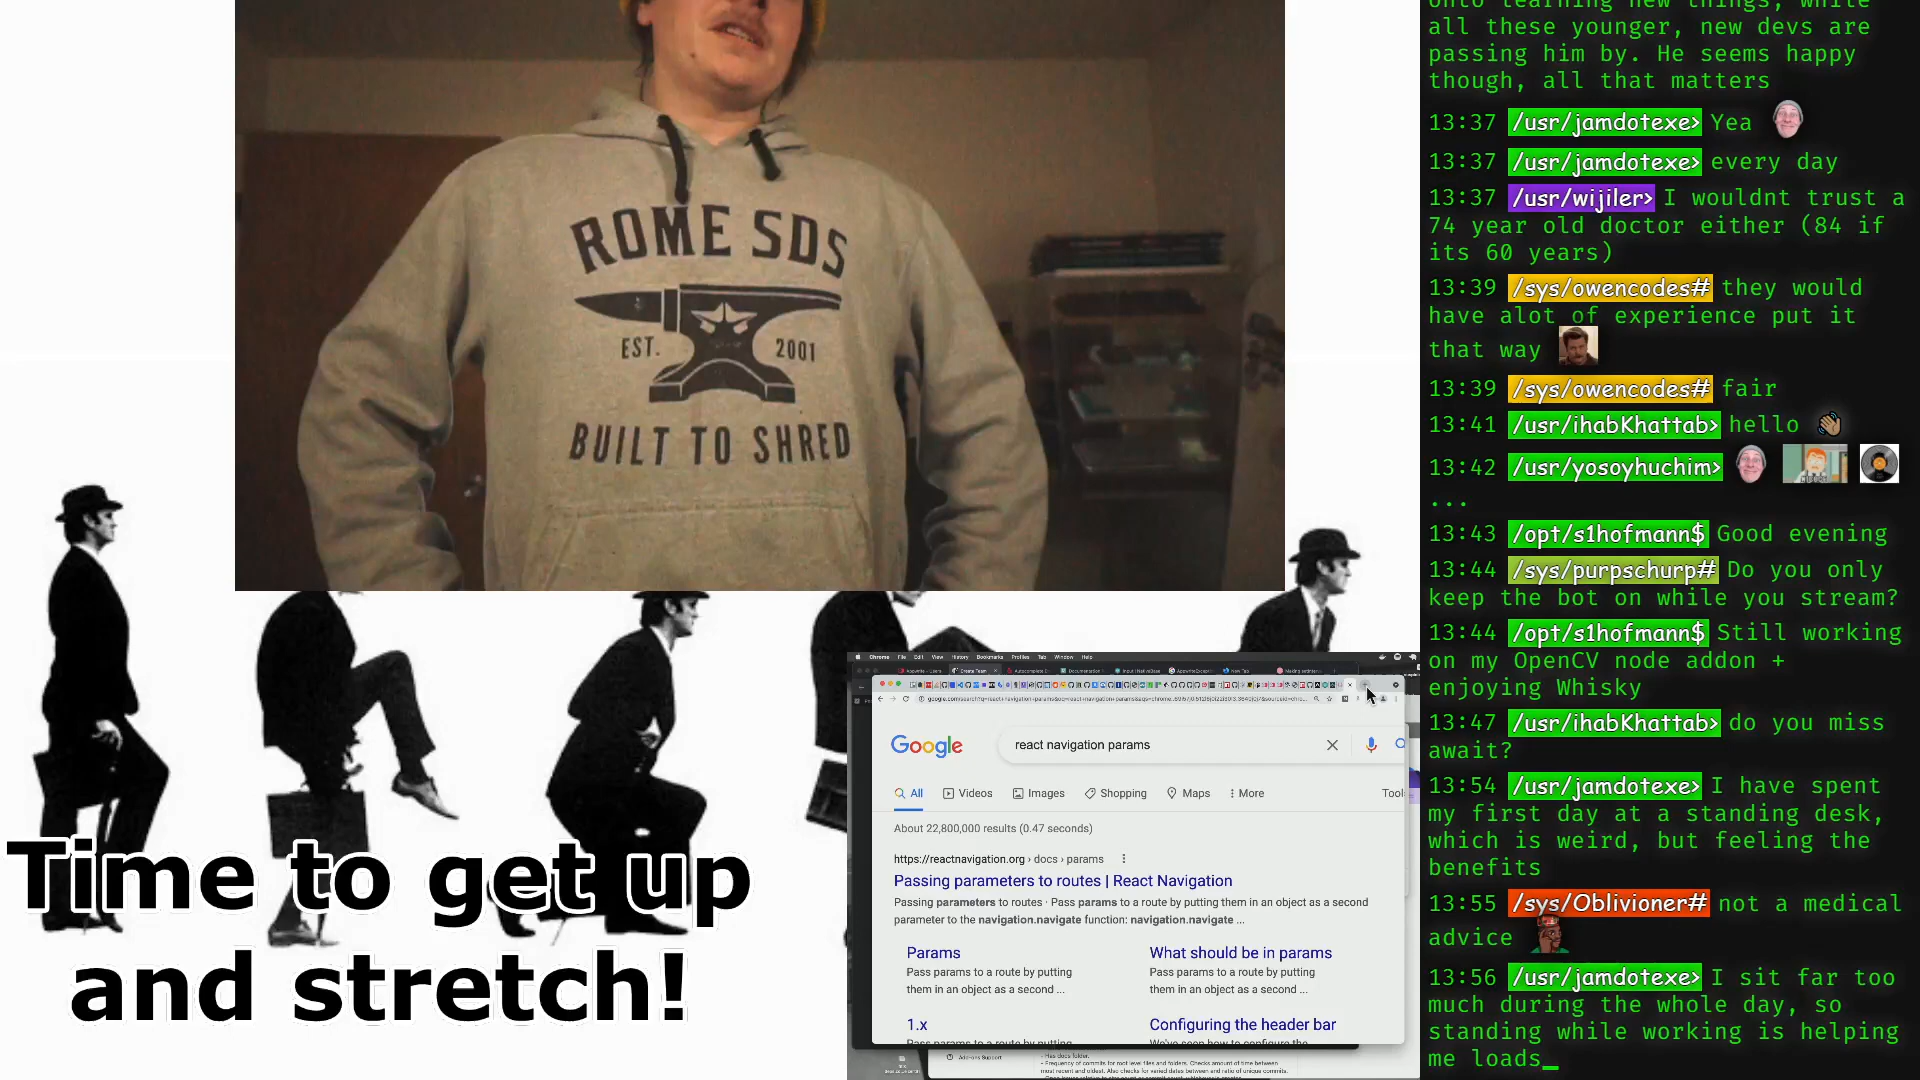 ROME SDS
EST. 2001
BUILT TO SHRED
Time to get up
and stretch!
Chrome File Edit View History Bookmarks Profiles Tab Window Help
Google
react navigation params
All Videos Images Shopping Maps More Tool
About 22,800,000 results (0.47 seconds)
https://reactnavigation.org › docs › params
Passing parameters to routes | React Navigation
Passing parameters to routes · Pass params to a route by putting them in an object as a second
parameter to the navigation.navigate function: navigation.navigate ...
Params
Pass params to a route by putting
them in an object as a second ...
What should be in params
Pass params to a route by putting
them in an object as a second ...
1.x
Configuring the header bar
onto learning new things, while
all these younger, new devs are
passing him by. He seems happy
though, all that matters
13:37 /usr/jamdotexe> Yea
13:37 /usr/jamdotexe> every day
13:37 /usr/wijiler> I wouldnt trust a
74 year old doctor either (84 if
its 60 years)
13:39 /sys/owencodes# they would
have alot of experience put it
that way
13:39 /sys/owencodes# fair
13:41 /usr/ihabKhattab> hello
13:42 /usr/yosoyhuchim>
...
13:43 /opt/s1hofmann$ Good evening
13:44 /sys/purpschurp# Do you only
keep the bot on while you stream?
13:44 /opt/s1hofmann$ Still working
on my OpenCV node addon +
enjoying Whisky
13:47 /usr/ihabKhattab> do you miss
await?
13:54 /usr/jamdotexe> I have spent
my first day at a standing desk,
which is weird, but feeling the
benefits
13:55 /sys/Oblivioner# not a medical
advice
13:56 /usr/jamdotexe> I sit far too
much during the whole day, so
standing while working is helping
me loads_